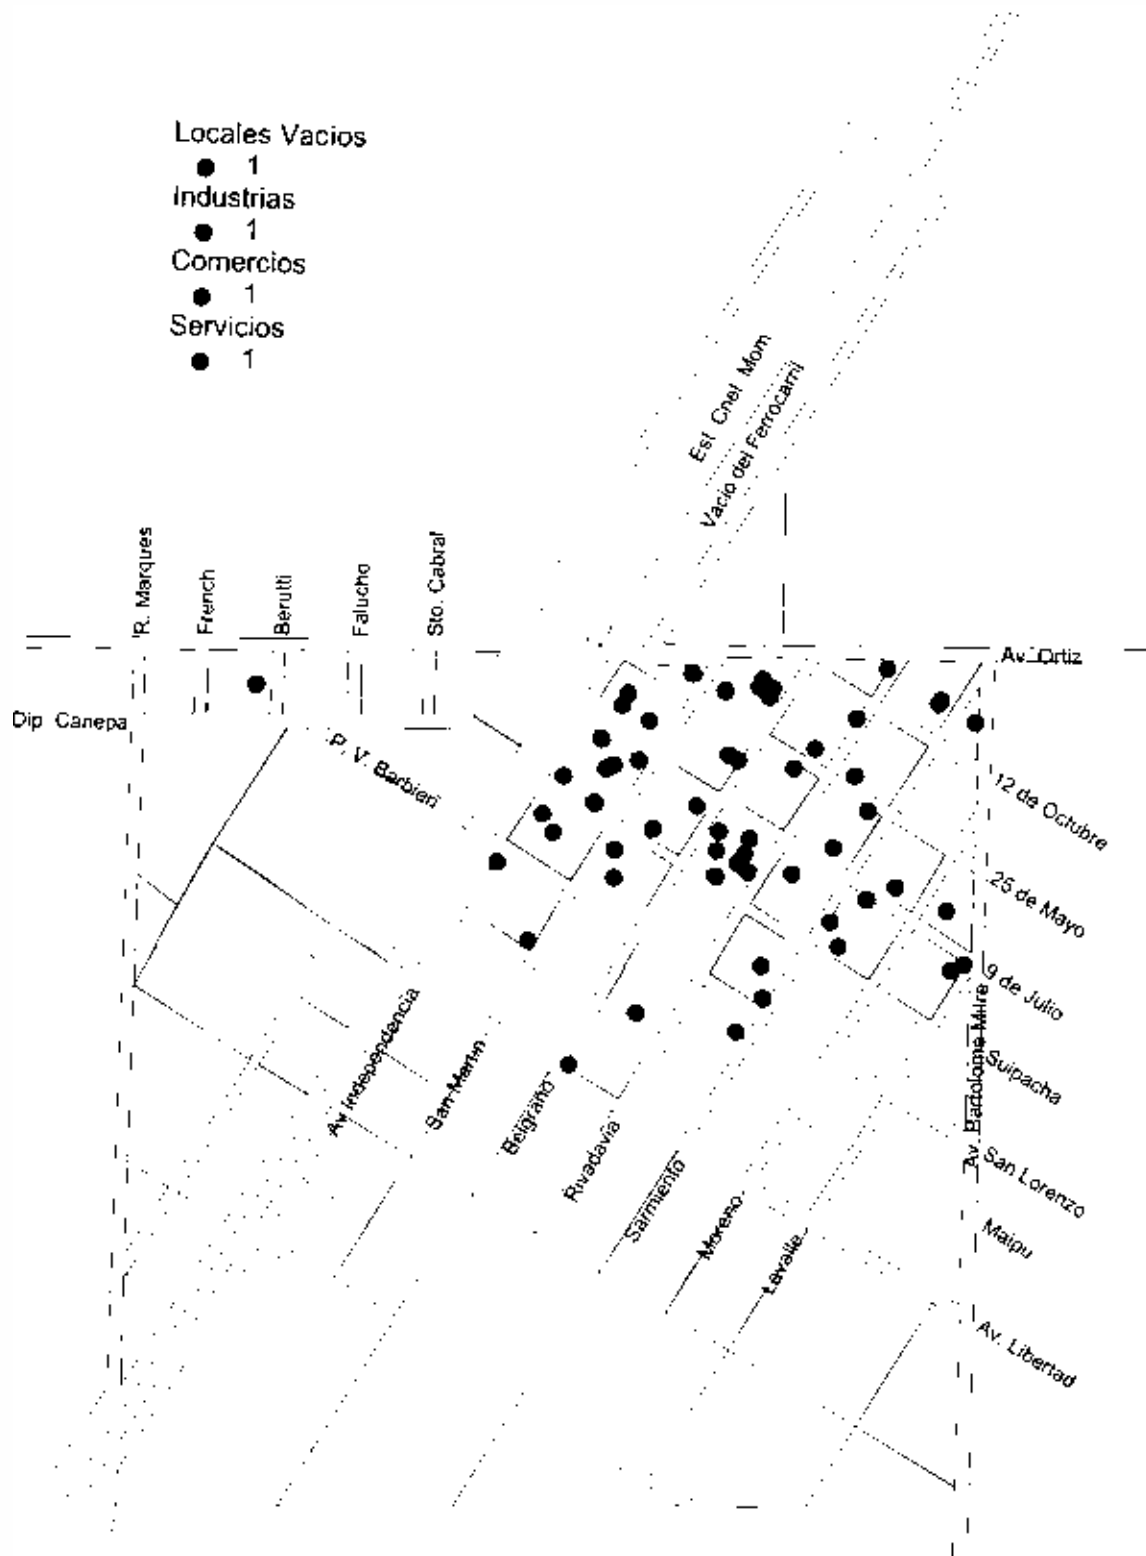 Locales Vacios
1
Industrias
1
Comercios
1
Servicios
1
Est Cnel Mom
Vacio del Ferrocarril
R. Marques
French
Berutti
Falucho
Sto. Cabral
Av. Ortiz
Dip Canepa
P. V. Barbieri
12 de Octubre
25 de Mayo
9 de Julio
Av. Bartolome Mitre
Suipacha
San Lorenzo
Maipu
Av. Libertad
Av Independencia
San Martin
Belgrano
Rivadavia
Sarmiento
Moreno
Lavalle